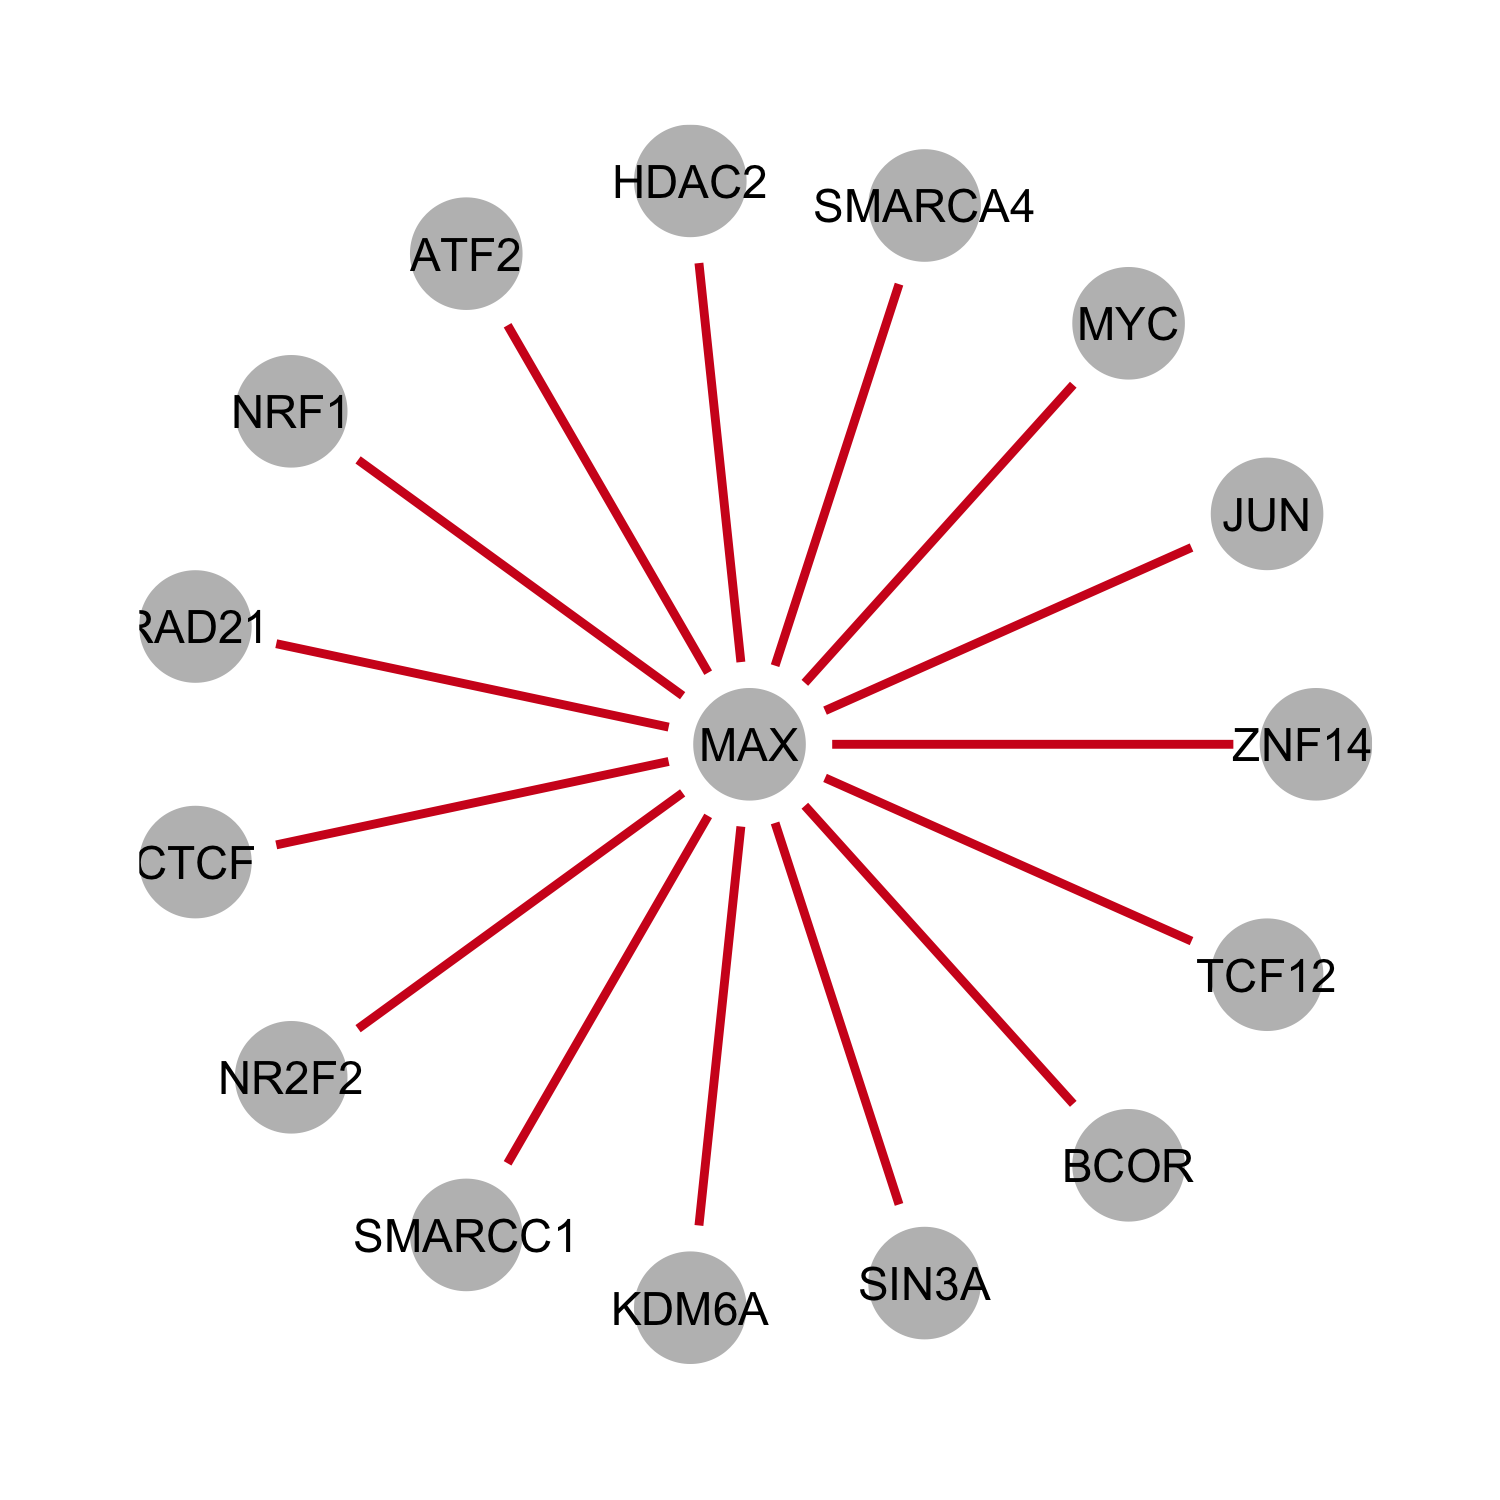 HDAC2
SMARCA4
ATF2
MYC
NRF1
JUN
RAD21
MAX
ZNF14
CTCF
TCF12
NR2F2
BCOR
SMARCC1
SIN3A
KDM6A